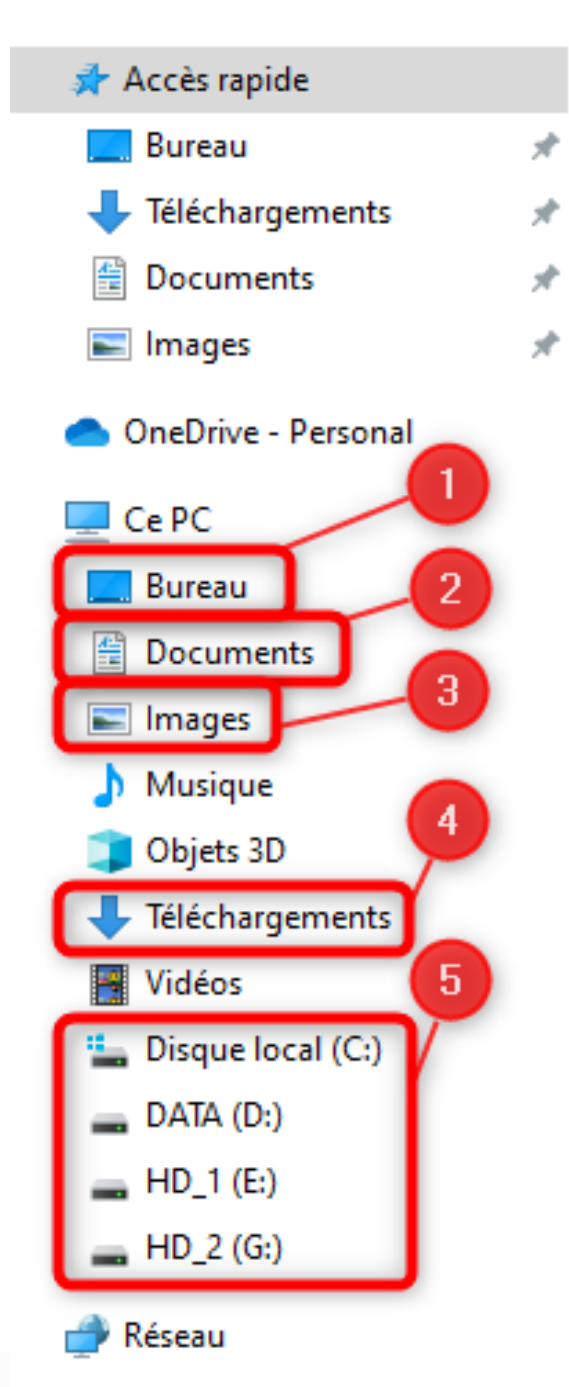 Accès rapide
Bureau
Téléchargements
Documents
Images
OneDrive - Personal
1
Ce PC
Bureau
2
Documents
3
Images
Musique
4
Objets 3D
Téléchargements
Vidéos
5
Disque local (C:)
DATA (D:)
HD_1 (E:)
HD_2 (G:)
Réseau